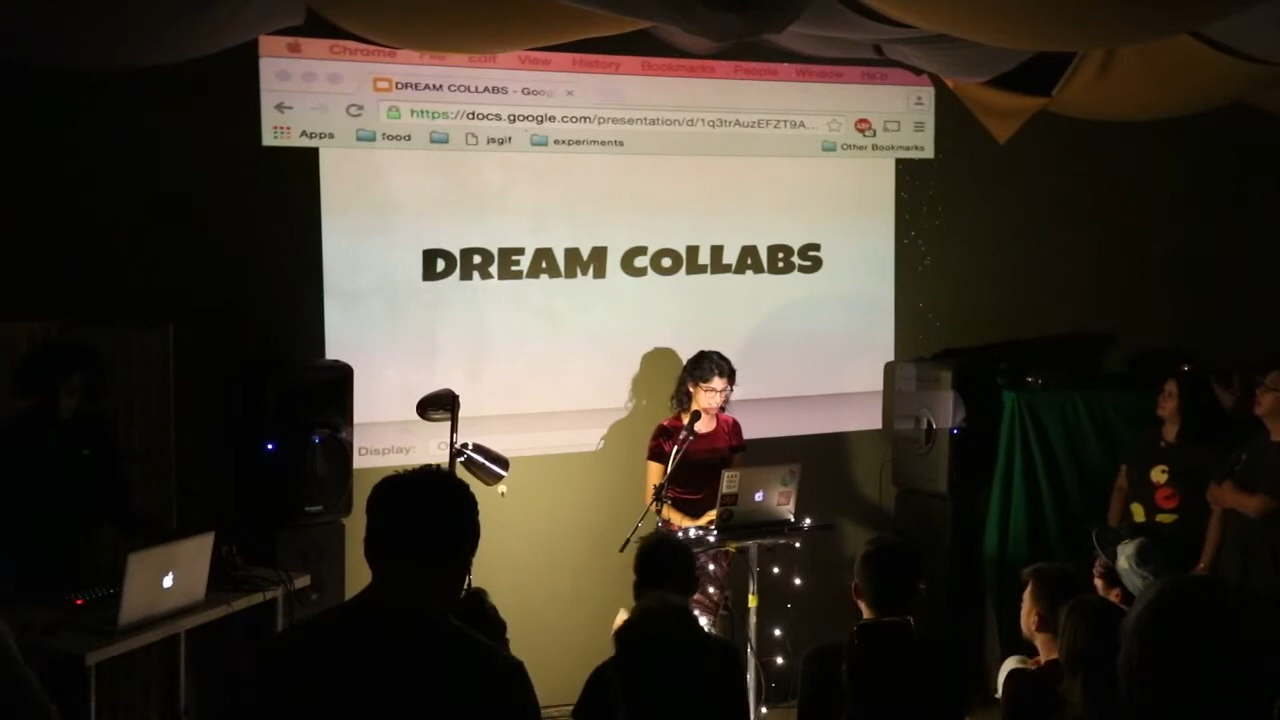 Chrome File Edit View History Bookmarks People Window Help
DREAM COLLABS - Goog
https://docs.google.com/presentation/d/1q3trAuzEFZT9A...
Apps food jsgif experiments Other Bookmarks
DREAM COLLABS
Display: